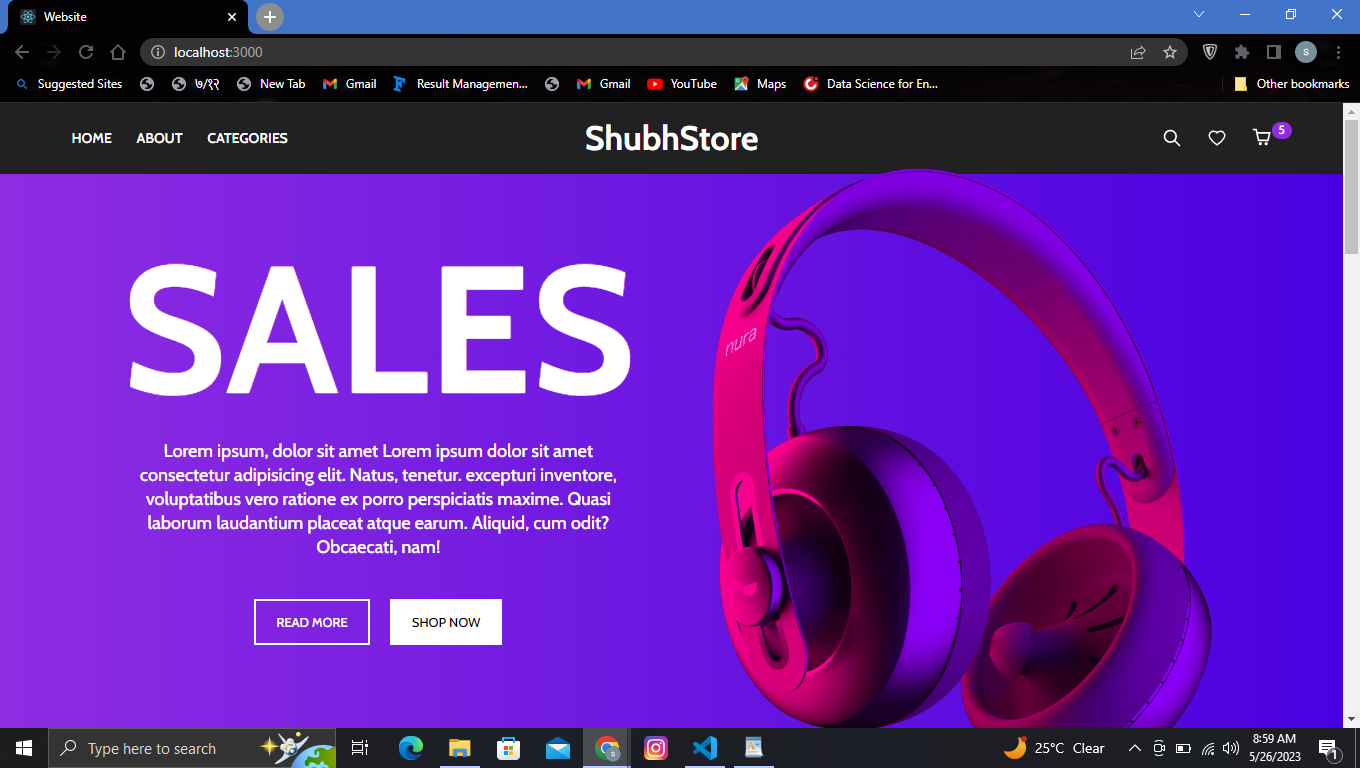 Website
localhost:3000
Suggested Sites
७/१२
New Tab
Gmail
Result Managemen...
Gmail
YouTube
Maps
Data Science for En...
Other bookmarks
HOME
ABOUT
CATEGORIES
ShubhStore
5
SALES
nura
Lorem ipsum, dolor sit amet Lorem ipsum dolor sit amet
consectetur adipisicing elit. Natus, tenetur. excepturi inventore,
voluptatibus vero ratione ex porro perspiciatis maxime. Quasi
laborum laudantium placeat atque earum. Aliquid, cum odit?
Obcaecati, nam!
READ MORE
SHOP NOW
Type here to search
25°C Clear
8:59 AM
5/26/2023
1